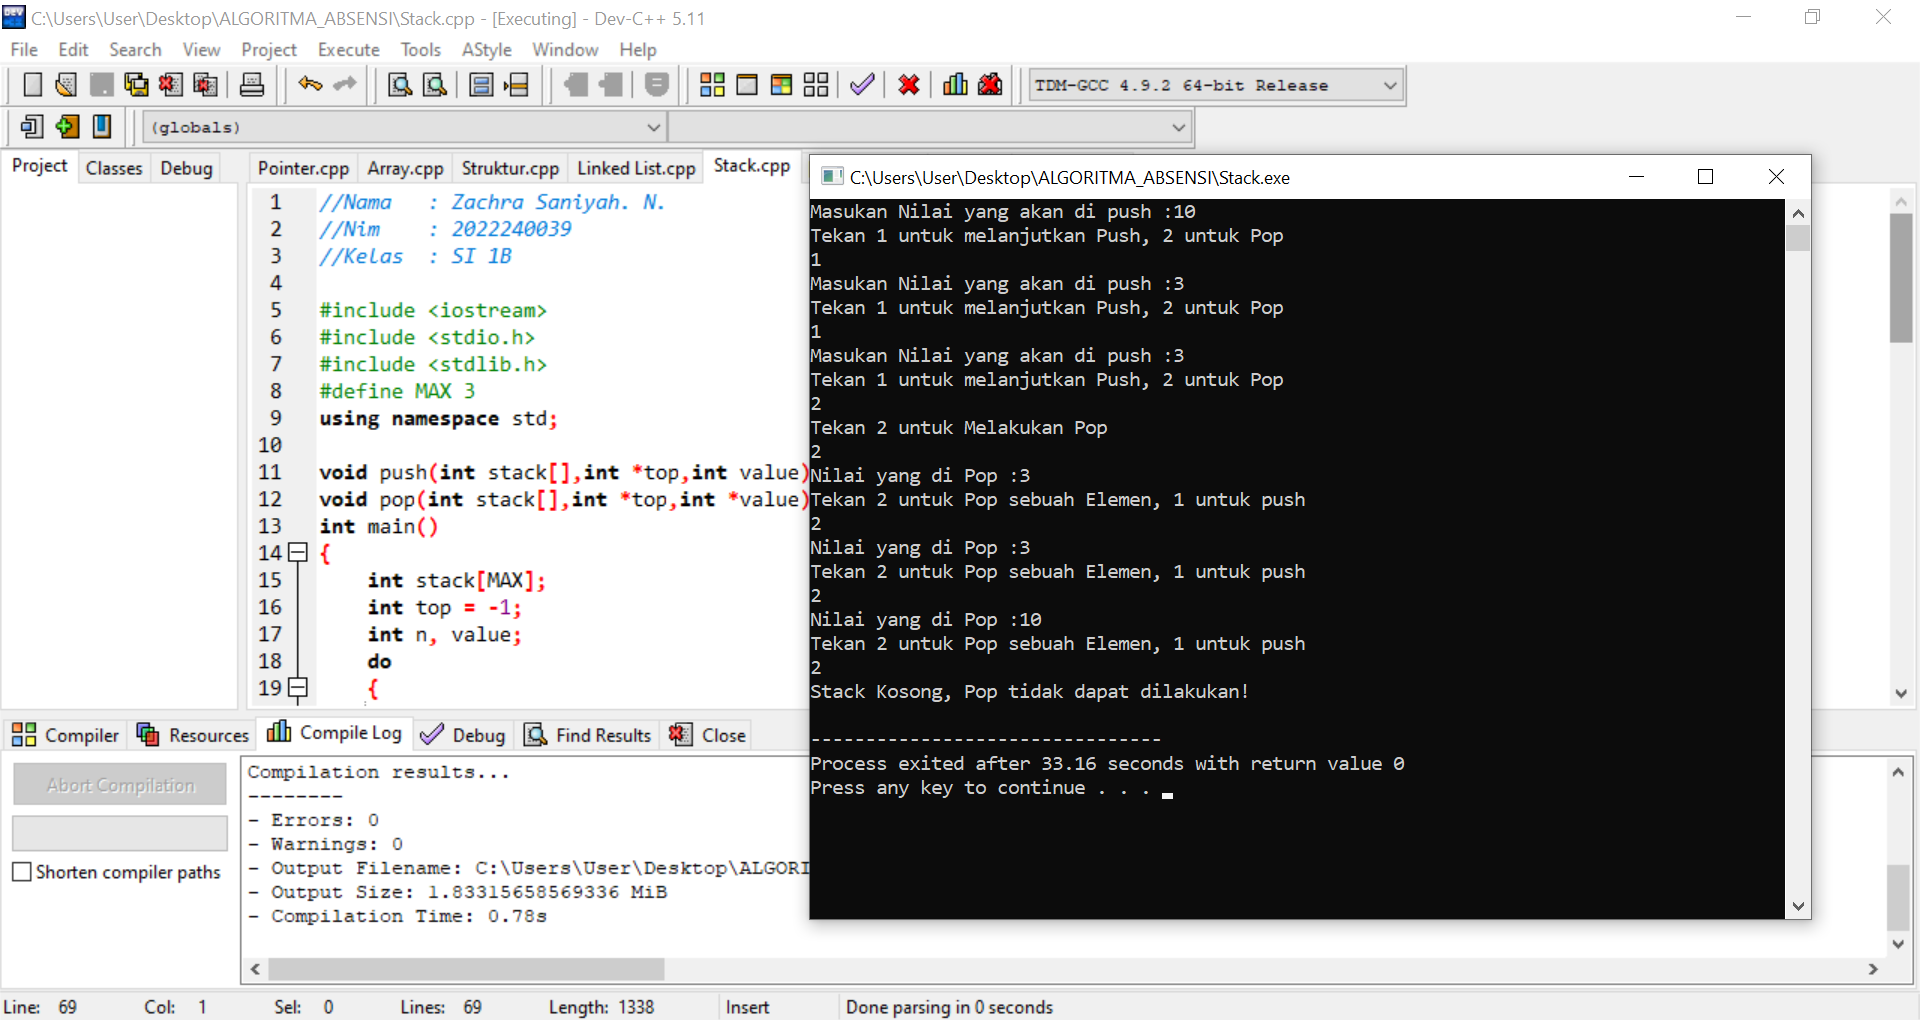 C:\Users\User\Desktop\ALGORITMA_ABSENSI\Stack.cpp - [Executing] - Dev-C++ 5.11
File Edit Search View Project Execute Tools AStyle Window Help
TDM-GCC 4.9.2 64-bit Release
(globals)
Project Classes Debug
Pointer.cpp Array.cpp Struktur.cpp Linked List.cpp Stack.cpp
1 //Nama   : Zachra Saniyah. N.
2 //Nim    : 2022240039
3 //Kelas  : SI 1B
4
5 #include <iostream>
6 #include <stdio.h>
7 #include <stdlib.h>
8 #define MAX 3
9 using namespace std;
10
11 void push(int stack[],int *top,int value)
12 void pop(int stack[],int *top,int *value)
13 int main()
14 {
15     int stack[MAX];
16     int top = -1;
17     int n, value;
18     do
19     {
C:\Users\User\Desktop\ALGORITMA_ABSENSI\Stack.exe
Masukan Nilai yang akan di push :10
Tekan 1 untuk melanjutkan Push, 2 untuk Pop
1
Masukan Nilai yang akan di push :3
Tekan 1 untuk melanjutkan Push, 2 untuk Pop
1
Masukan Nilai yang akan di push :3
Tekan 1 untuk melanjutkan Push, 2 untuk Pop
2
Tekan 2 untuk Melakukan Pop
2
Nilai yang di Pop :3
Tekan 2 untuk Pop sebuah Elemen, 1 untuk push
2
Nilai yang di Pop :3
Tekan 2 untuk Pop sebuah Elemen, 1 untuk push
2
Nilai yang di Pop :10
Tekan 2 untuk Pop sebuah Elemen, 1 untuk push
2
Stack Kosong, Pop tidak dapat dilakukan!
--------------------------------
Process exited after 33.16 seconds with return value 0
Press any key to continue . . .
Compiler Resources Compile Log Debug Find Results Close
Abort Compilation
Shorten compiler paths
Compilation results...
--------
- Errors: 0
- Warnings: 0
- Output Filename: C:\Users\User\Desktop\ALGORI
- Output Size: 1.83315658569336 MiB
- Compilation Time: 0.78s
Line: 69 Col: 1 Sel: 0 Lines: 69 Length: 1338 Insert Done parsing in 0 seconds